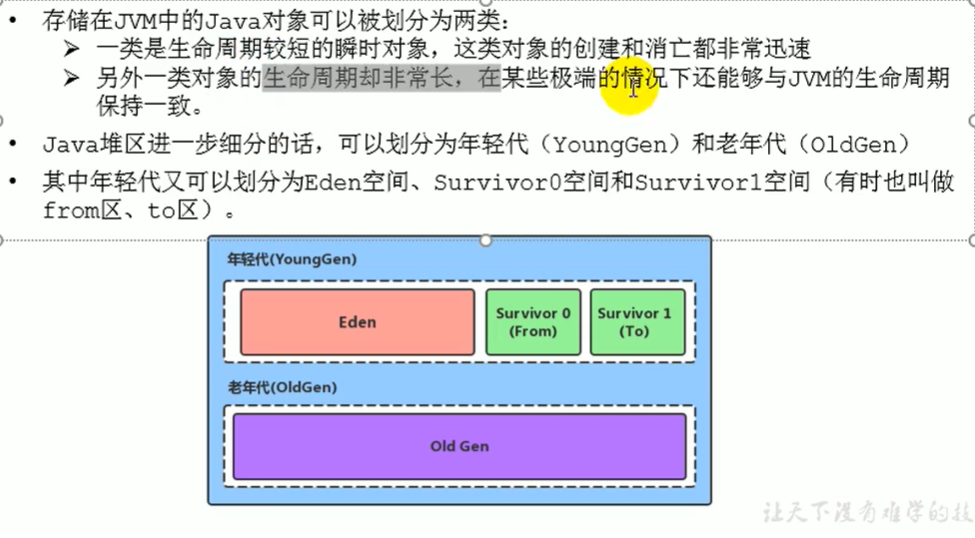 • 存储在JVM中的Java对象可以被划分为两类：
➢ 一类是生命周期较短的瞬时对象，这类对象的创建和消亡都非常迅速
➢ 另外一类对象的生命周期却非常长，在某些极端的情况下还能够与JVM的生命周期
保持一致。
• Java堆区进一步细分的话，可以划分为年轻代（YoungGen）和老年代（OldGen）
• 其中年轻代又可以划分为Eden空间、Survivor0空间和Survivor1空间（有时也叫做
from区、to区）。
年轻代(YoungGen)
Eden
Survivor 0
(From)
Survivor 1
(To)
老年代(OldGen)
Old Gen
让天下没有难学的技